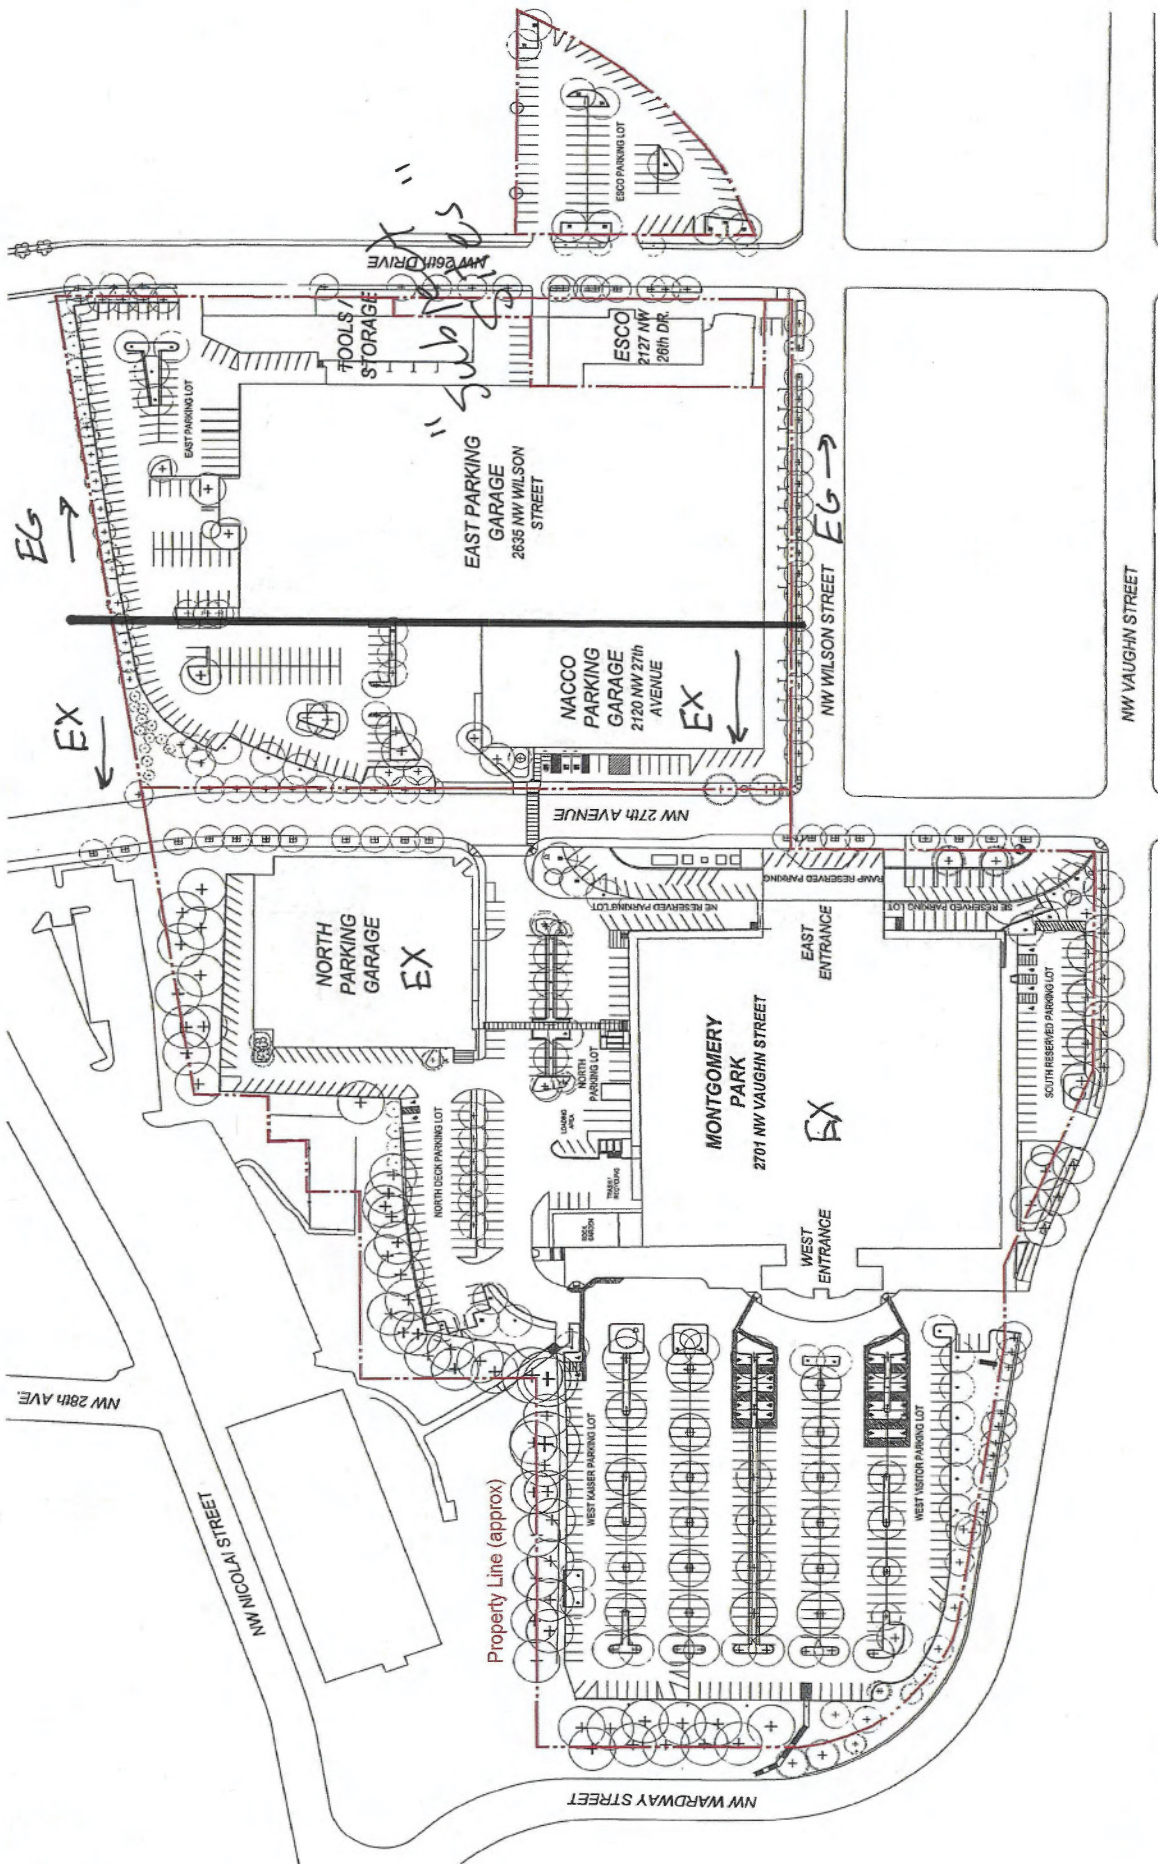 ESCO PARKING LOT
NW 26th DRIVE
TOOLS /
STORAGE
ESCO
2127 NW
26th DR.
EAST PARKING LOT
EAST PARKING
GARAGE
2635 NW WILSON
STREET
EG →
EG →
NW WILSON STREET
NW VAUGHN STREET
NACCO
PARKING
GARAGE
2120 NW 27th
AVENUE
EX ←
EX ←
NW 27th AVENUE
NORTH
PARKING
GARAGE
EX
NE RESERVED PARKING LOT
RAMP RESERVED PARKING
SE RESERVED PARKING LOT
EAST
ENTRANCE
MONTGOMERY
PARK
2701 NW VAUGHN STREET
EX
SOUTH RESERVED PARKING LOT
NORTH
PARKING LOT
LOADING
AREA
TRASH /
RECYCLING
ROCK
GARDEN
NORTH DECK PARKING LOT
WEST
ENTRANCE
NW 28th AVE.
NW NICOLAI STREET
Property Line (approx)
WEST KAISER PARKING LOT
WEST VISITOR PARKING LOT
NW WARDWAY STREET